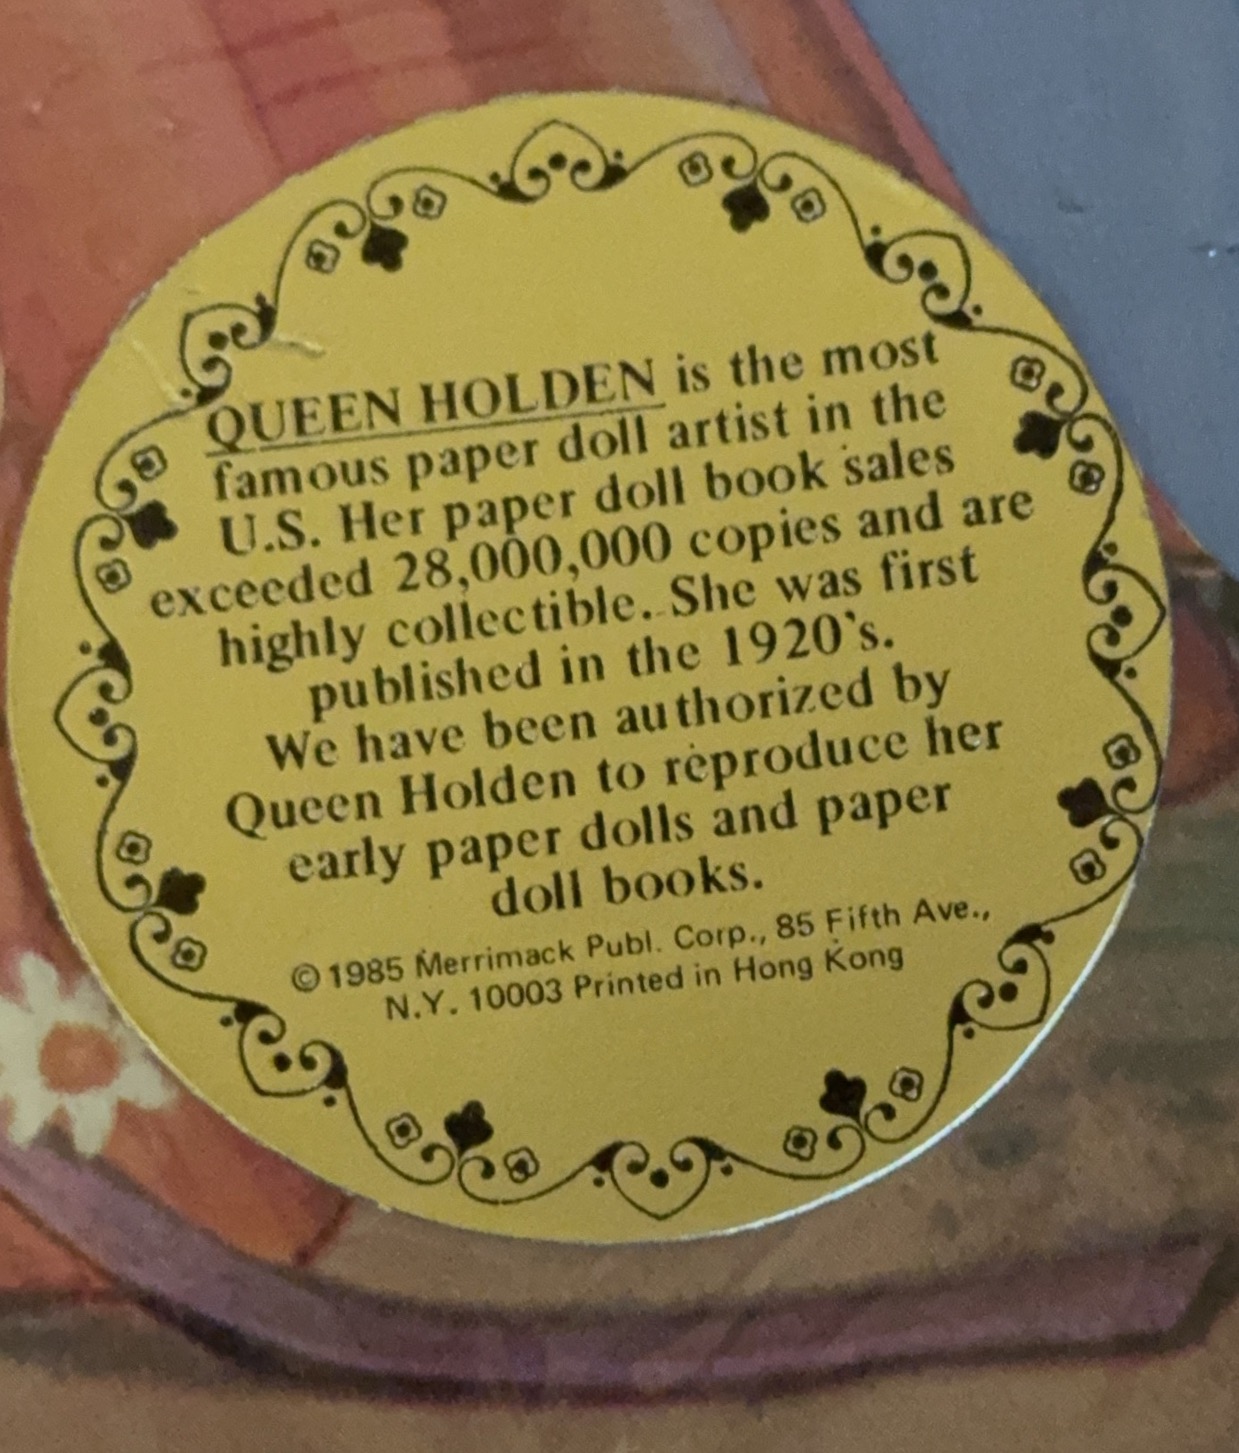 QUEEN HOLDEN is the most
famous paper doll artist in the
U.S. Her paper doll book sales
exceeded 28,000,000 copies and are
highly collectible. She was first
published in the 1920's.
We have been authorized by
Queen Holden to reproduce her
early paper dolls and paper
doll books.
© 1985 Merrimack Publ. Corp., 85 Fifth Ave.,
N.Y. 10003 Printed in Hong Kong